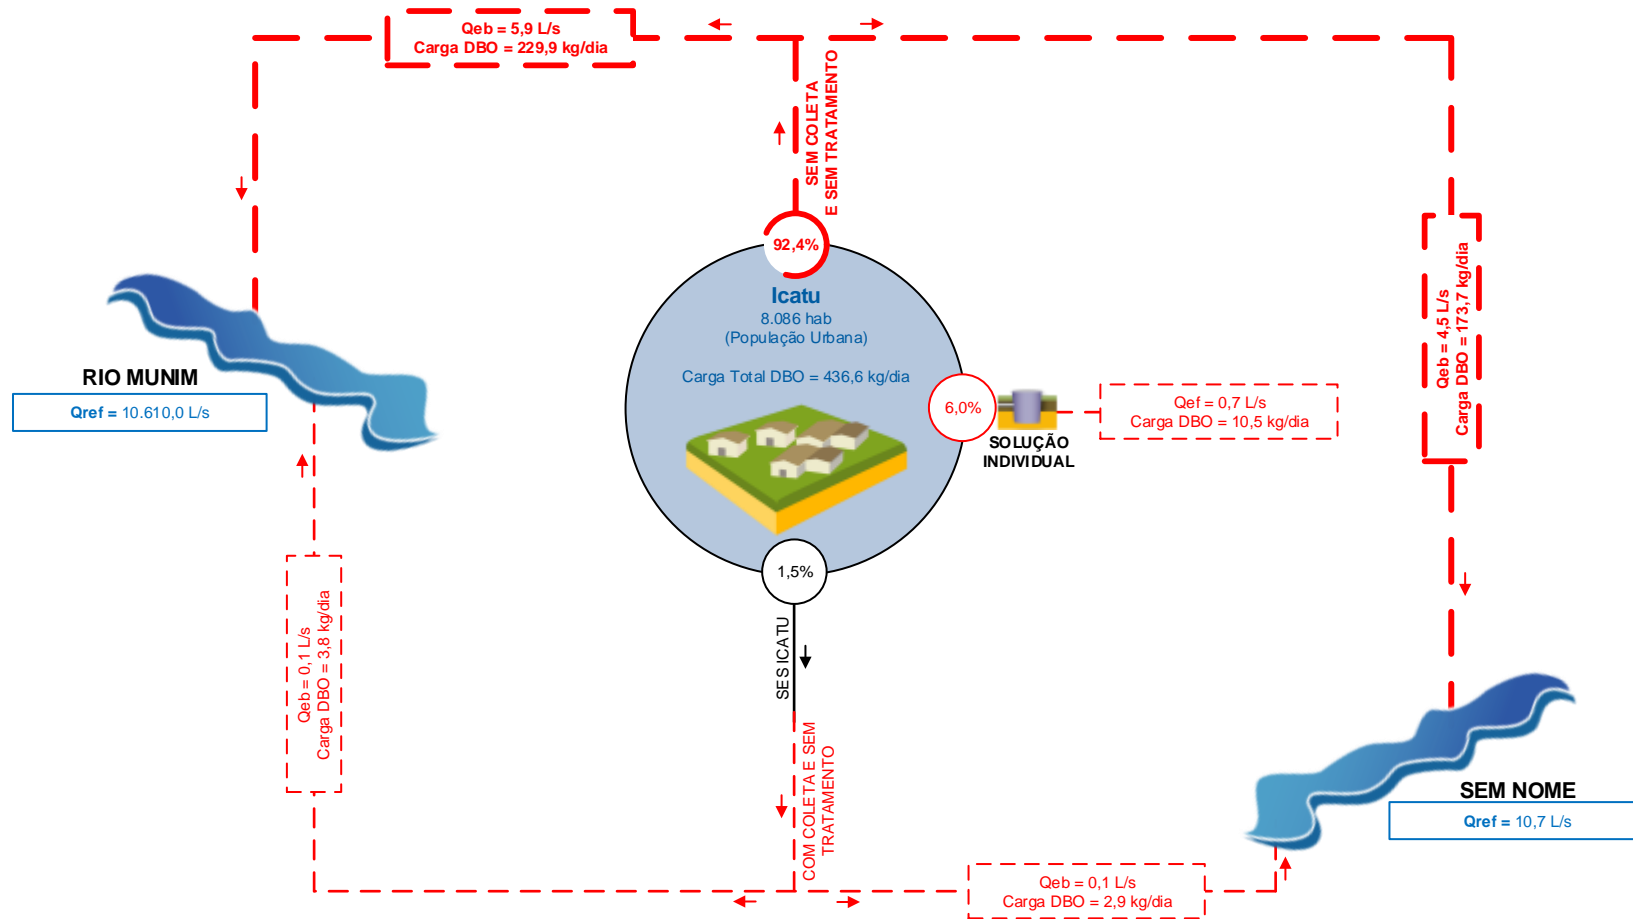 Qeb = 5,9 L/s
Carga DBO = 229,9 kg/dia
SEM COLETA
E SEM TRATAMENTO
92,4%
Icatu
8.086 hab
(População Urbana)
Carga Total DBO = 436,6 kg/dia
6,0%
SOLUÇÃO
INDIVIDUAL
Qef = 0,7 L/s
Carga DBO = 10,5 kg/dia
Qeb = 4,5 L/s
Carga DBO = 173,7 kg/dia
RIO MUNIM
Qref = 10.610,0 L/s
1,5%
SES ICATU
COM COLETA E SEM
TRATAMENTO
Qeb = 0,1 L/s
Carga DBO = 3,8 kg/dia
SEM NOME
Qref = 10,7 L/s
Qeb = 0,1 L/s
Carga DBO = 2,9 kg/dia